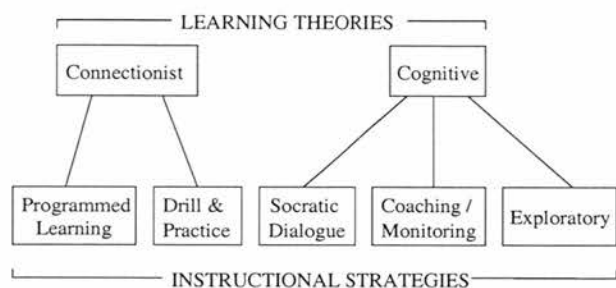 LEARNING THEORIES
Connectionist
Cognitive
Programmed
Learning
Drill &
Practice
Socratic
Dialogue
Coaching /
Monitoring
Exploratory
INSTRUCTIONAL STRATEGIES